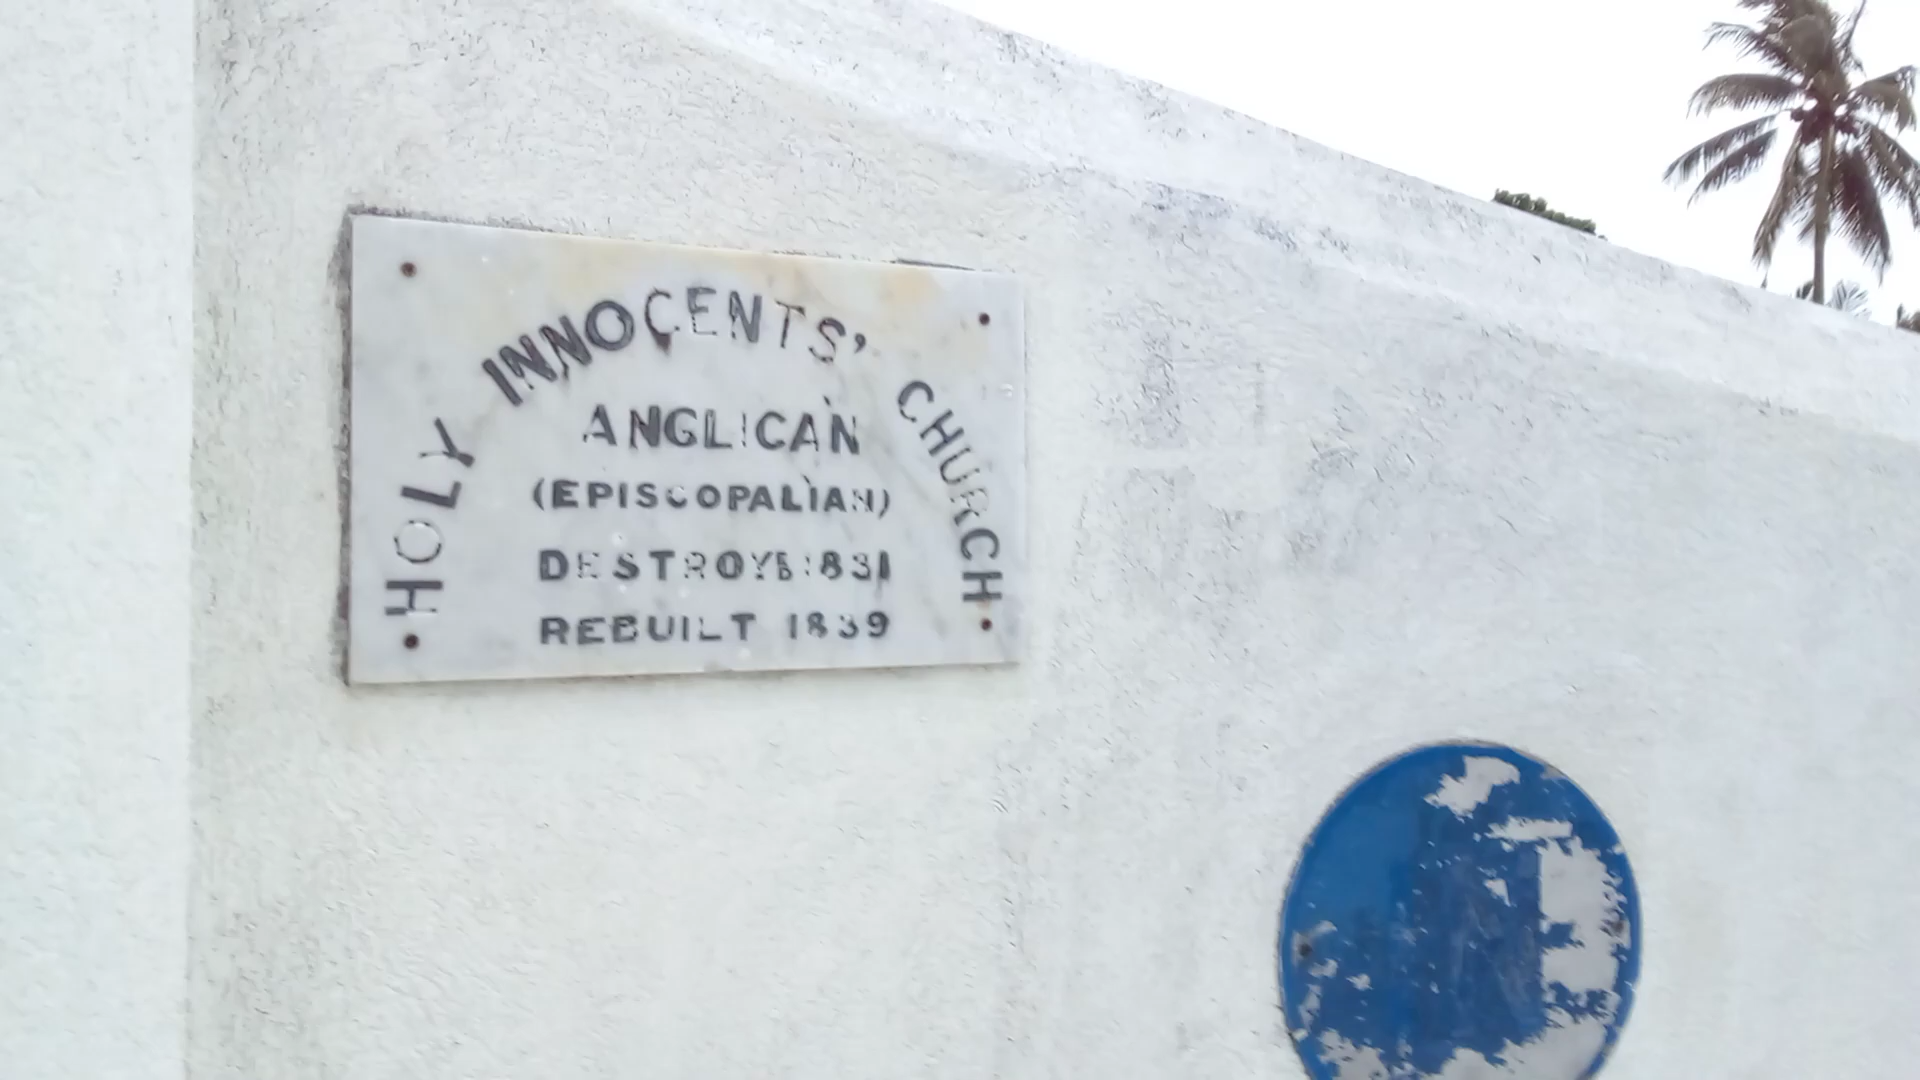 HOLY INNOCENTS' CHURCH
ANGLICAN
(EPISCOPALIAN)
DESTROYED 1831
REBUILT 1839